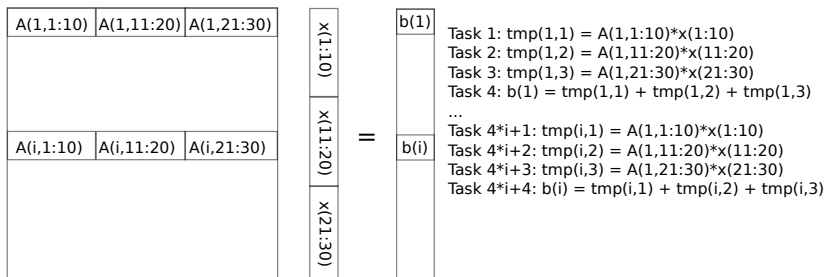 A(1,1:10) A(1,11:20) A(1,21:30)
A(i,1:10) A(i,11:20) A(i,21:30)
x(1:10)
x(11:20)
x(21:30)
=
b(1)
b(i)
Task 1: tmp(1,1) = A(1,1:10)*x(1:10)
Task 2: tmp(1,2) = A(1,11:20)*x(11:20)
Task 3: tmp(1,3) = A(1,21:30)*x(21:30)
Task 4: b(1) = tmp(1,1) + tmp(1,2) + tmp(1,3)
...
Task 4*i+1: tmp(i,1) = A(1,1:10)*x(1:10)
Task 4*i+2: tmp(i,2) = A(1,11:20)*x(11:20)
Task 4*i+3: tmp(i,3) = A(1,21:30)*x(21:30)
Task 4*i+4: b(i) = tmp(i,1) + tmp(i,2) + tmp(i,3)